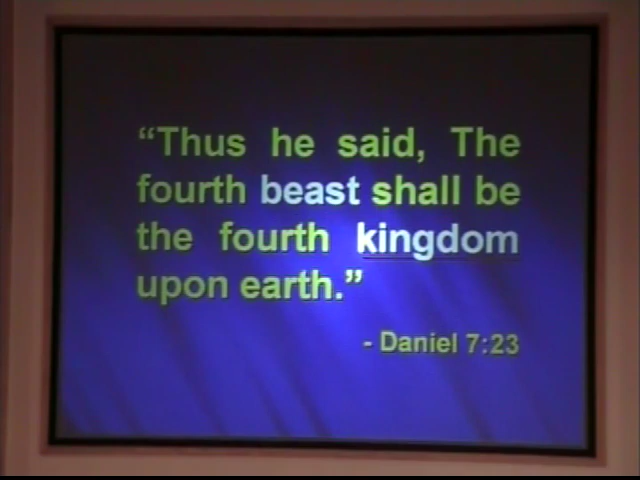 “Thus he said, The
fourth beast shall be
the fourth kingdom
upon earth.”
- Daniel 7:23